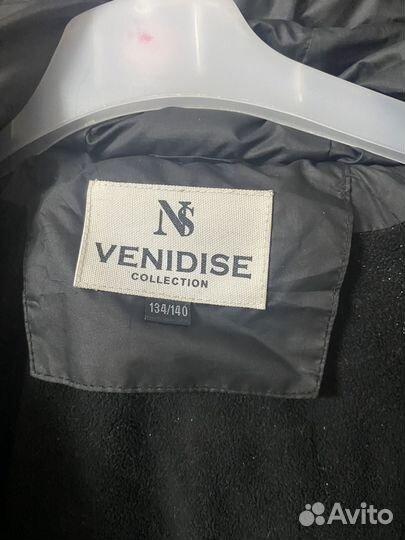 NS
VENIDISE
COLLECTION
134/140
Avito